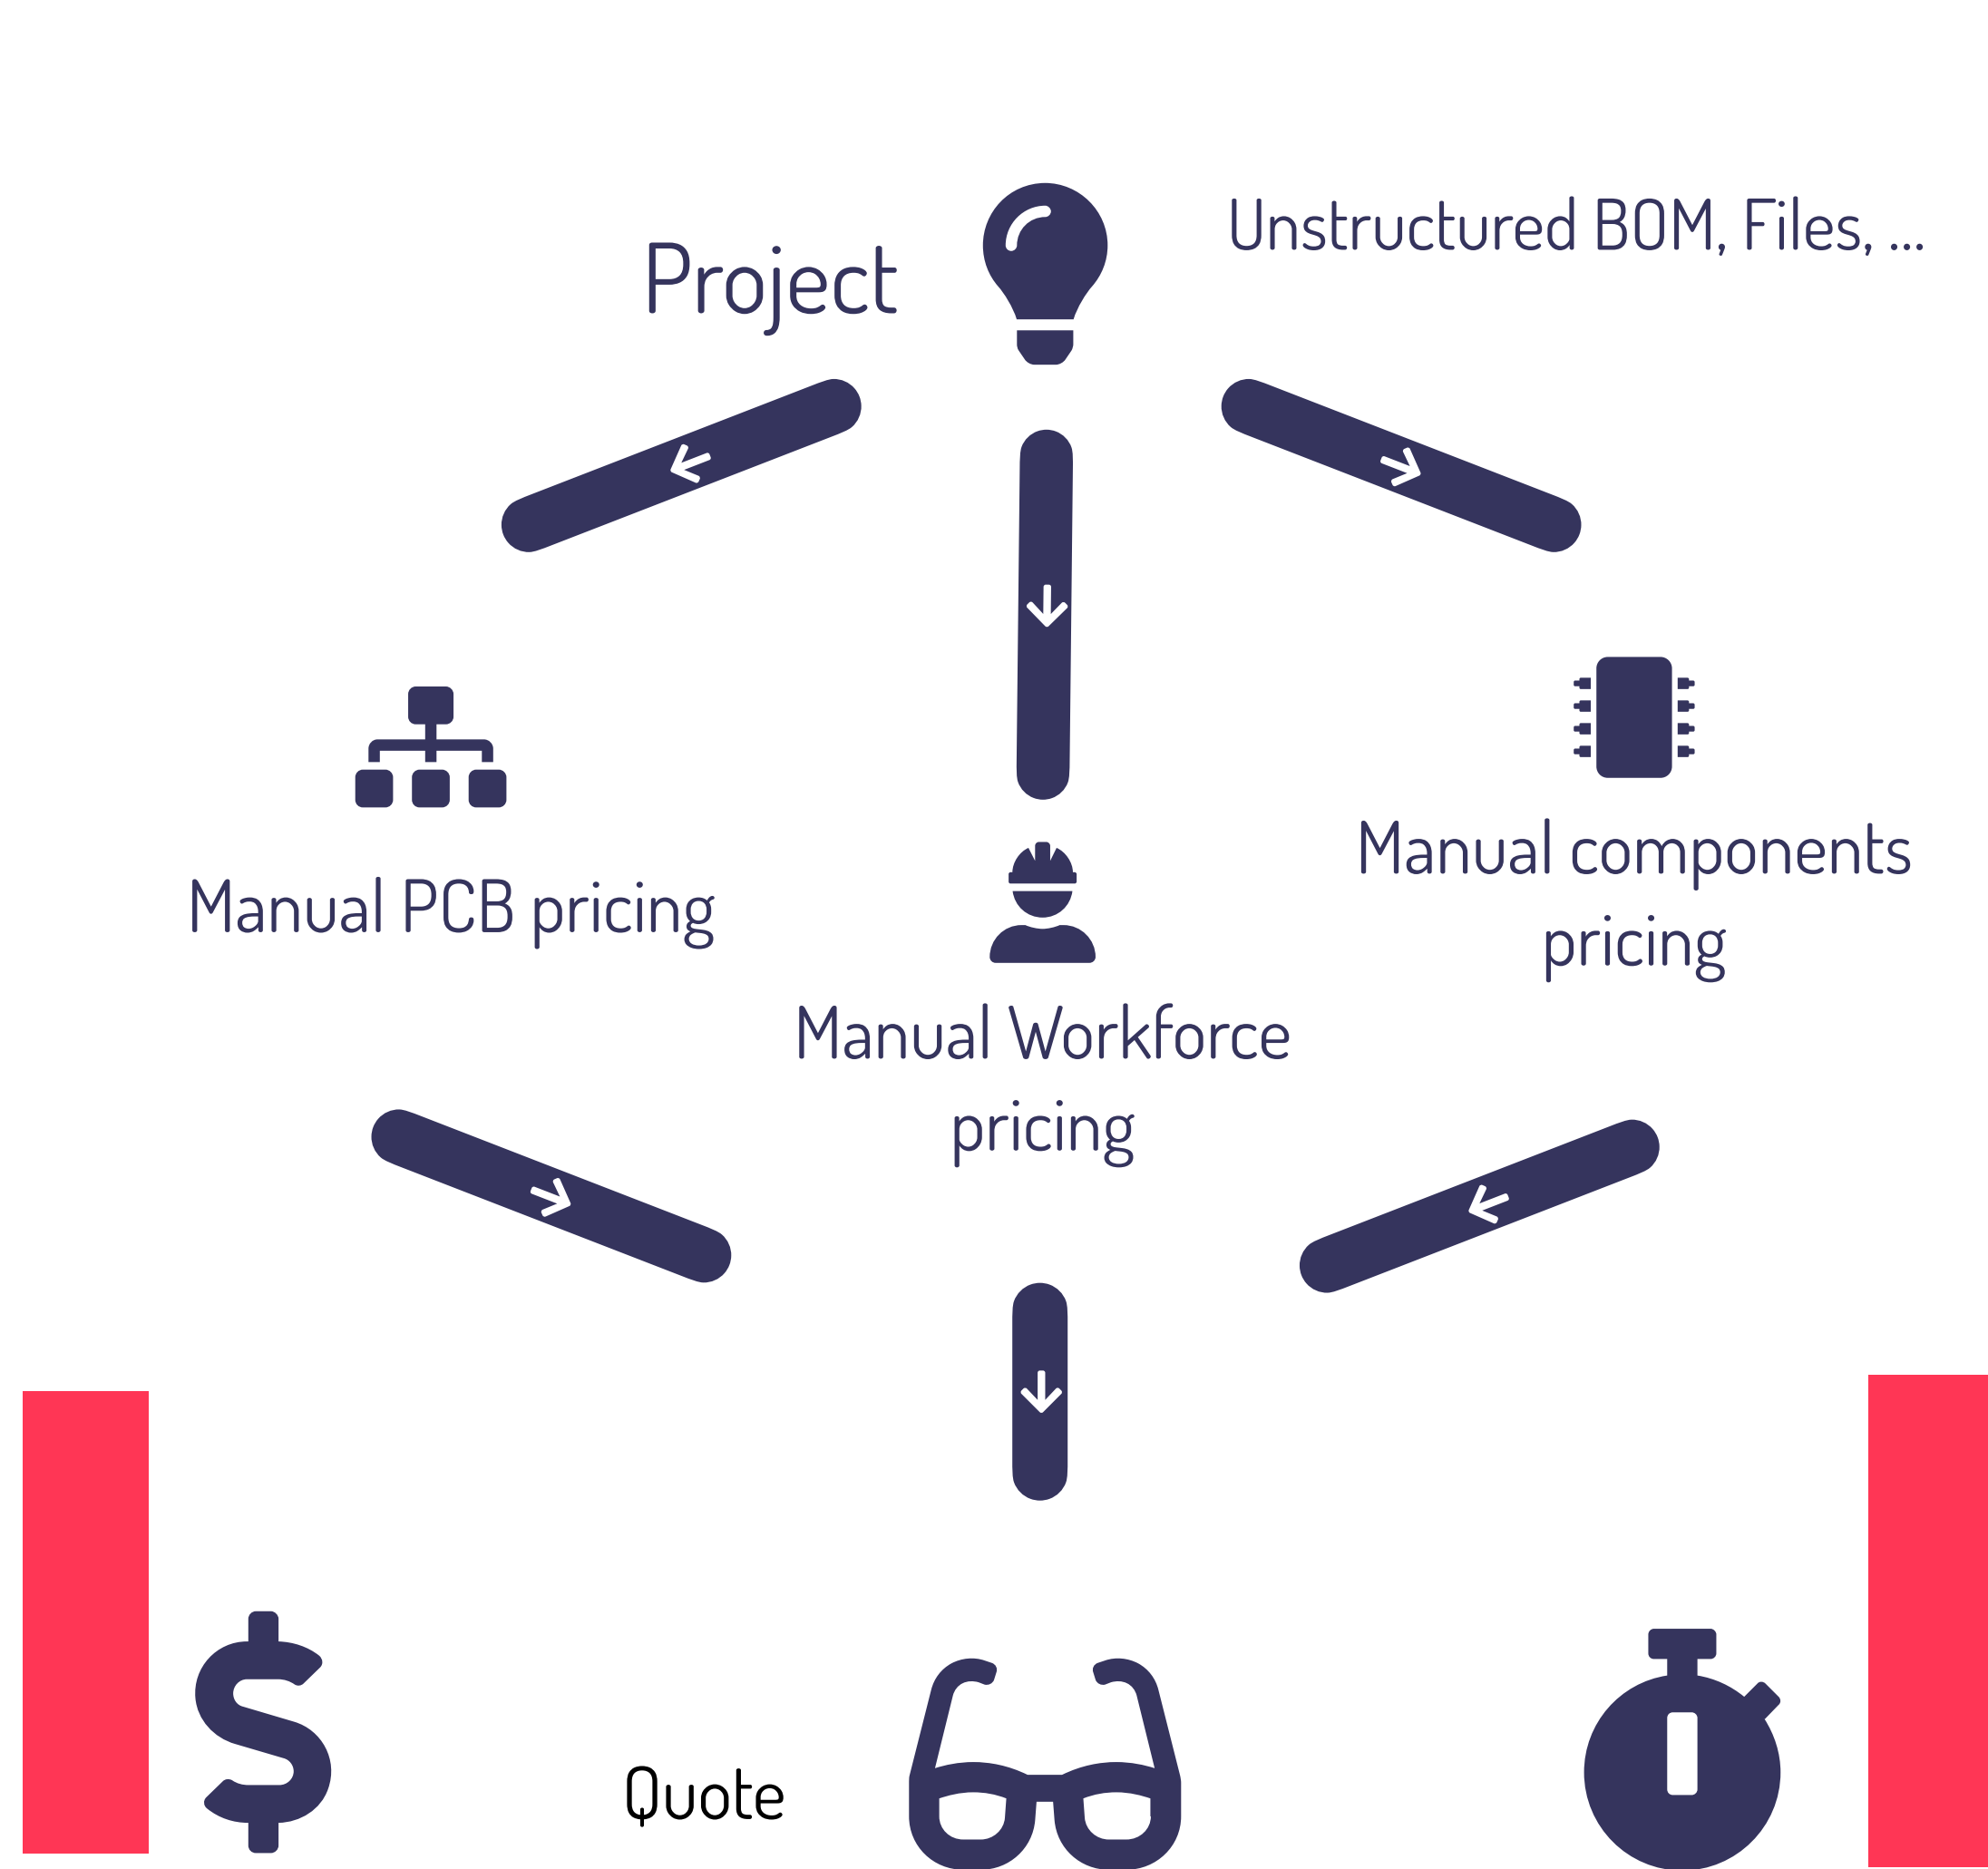 Project
Unstructured BOM, Files, ...
Manual PCB pricing
Manual components
pricing
Manual Workforce
pricing
Quote